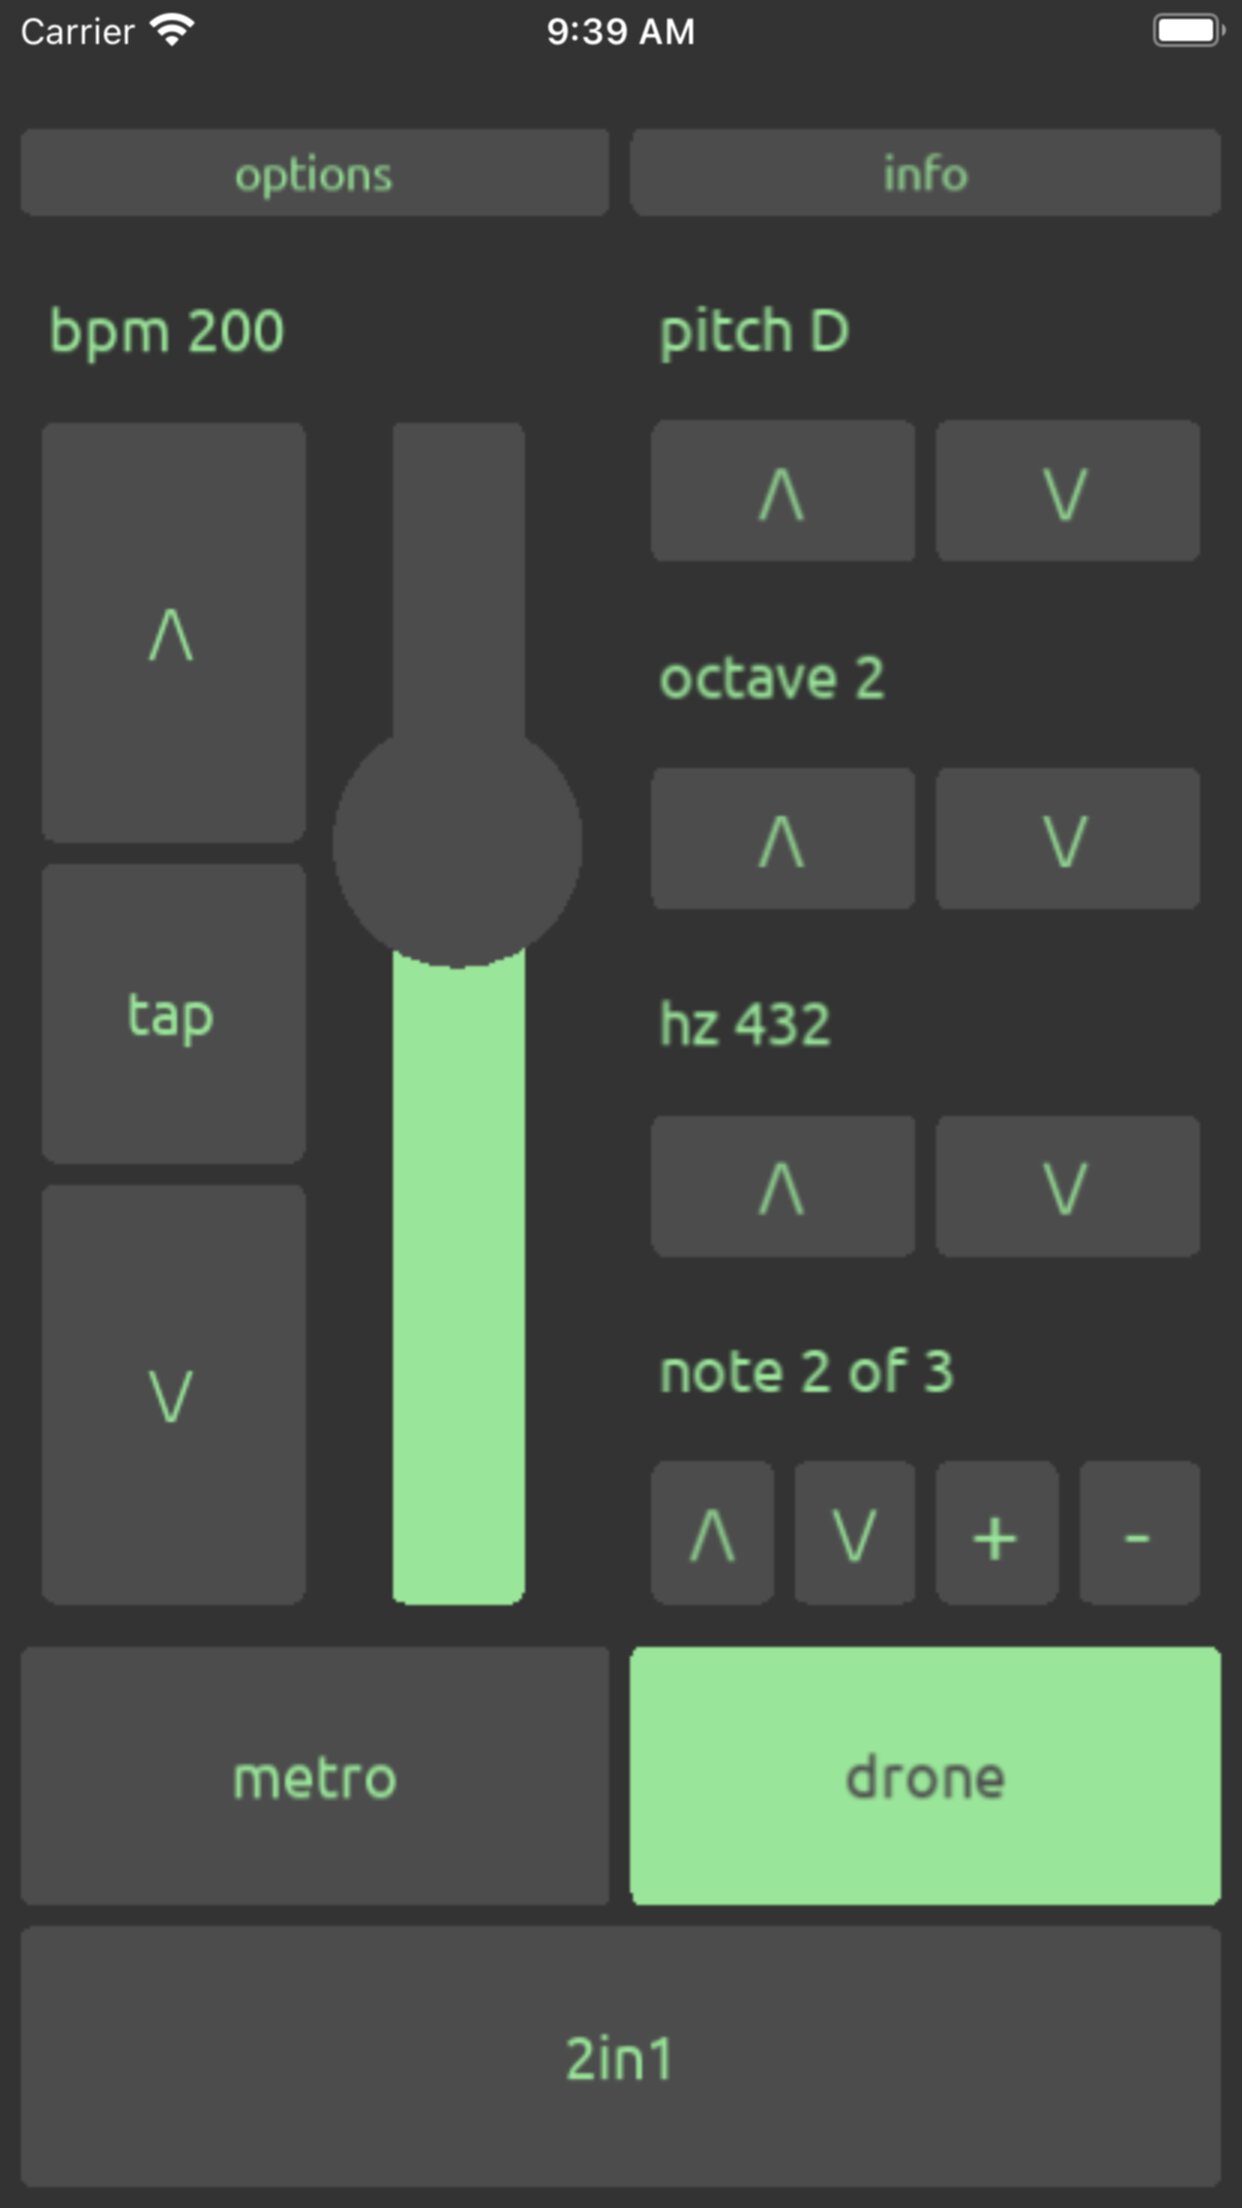 Carrier 9:39 AM
options info
bpm 200
tap
pitch D
octave 2
hz 432
note 2 of 3
+ -
metro drone
2in1